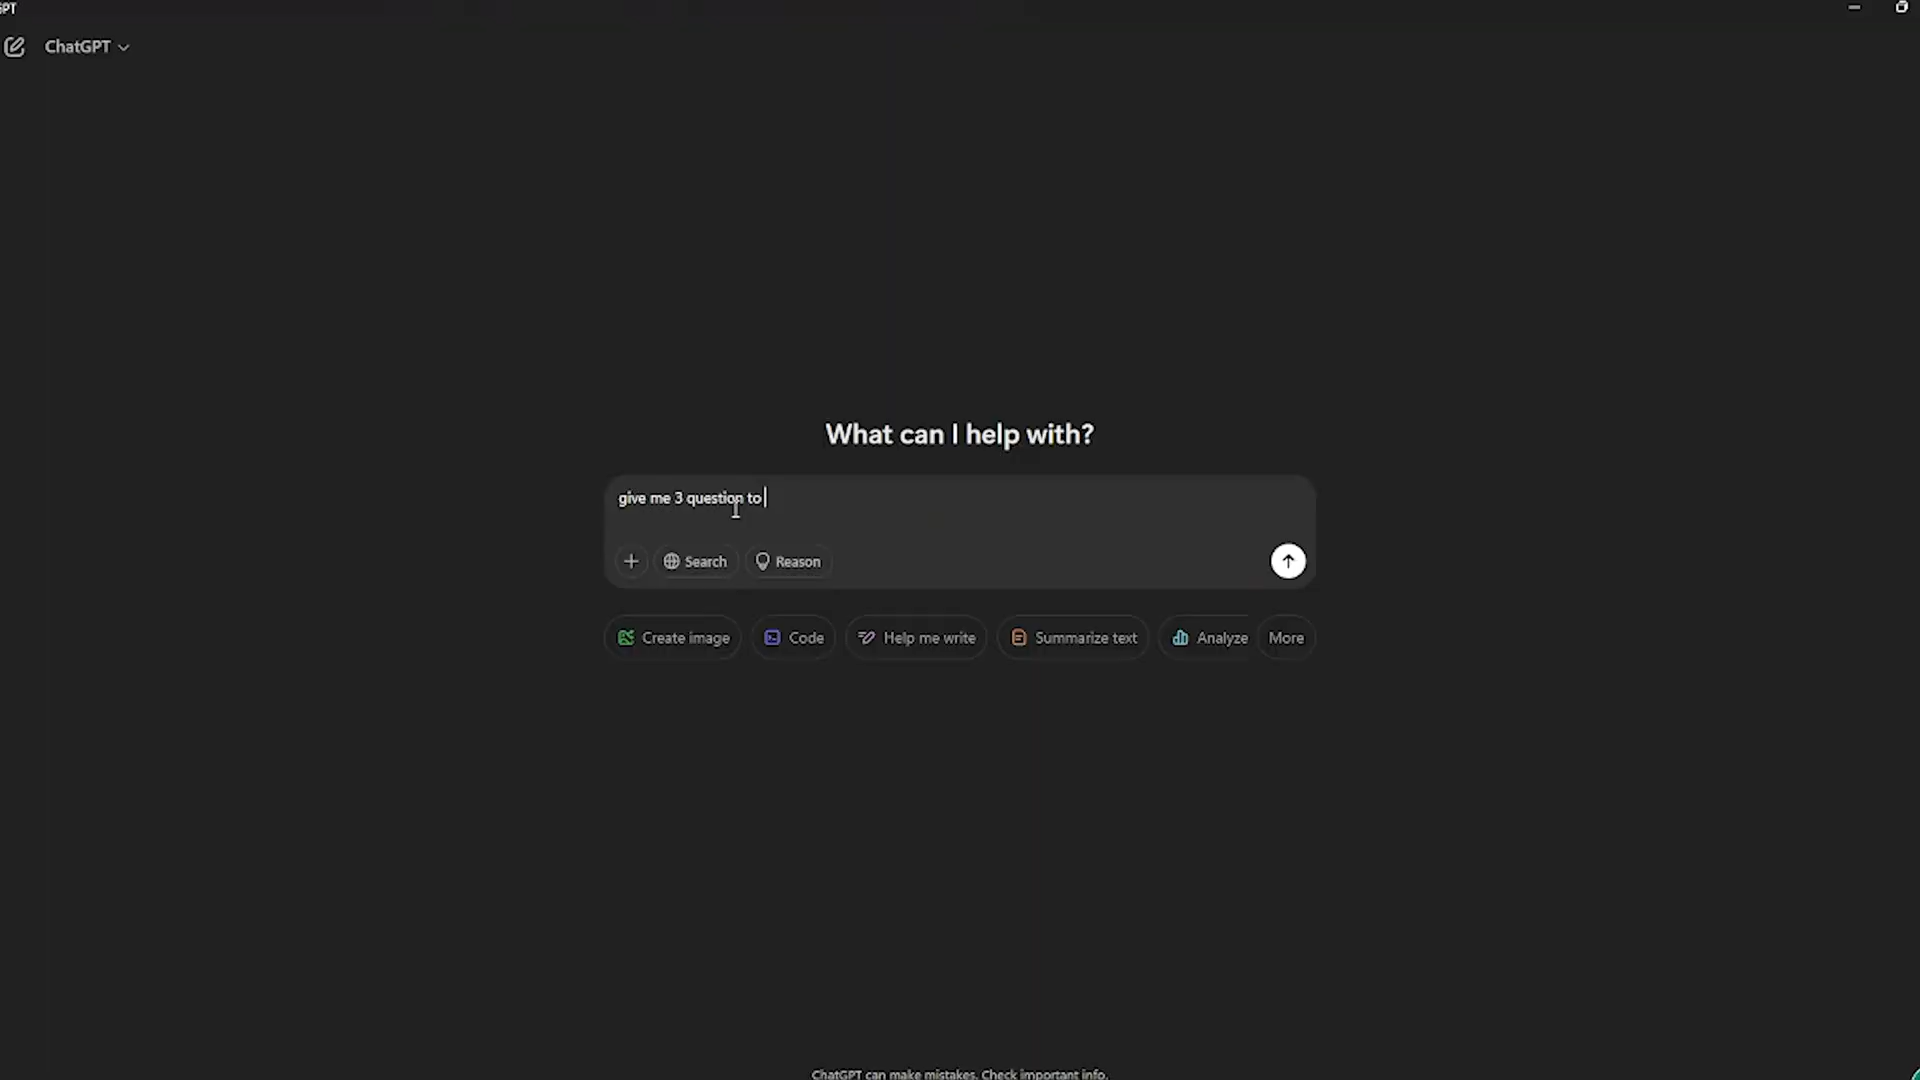 PT
ChatGPT
What can I help with?
give me 3 question to
Search
Reason
Create image
Code
Help me write
Summarize text
Analyze
More
ChatGPT can make mistakes. Check important info.